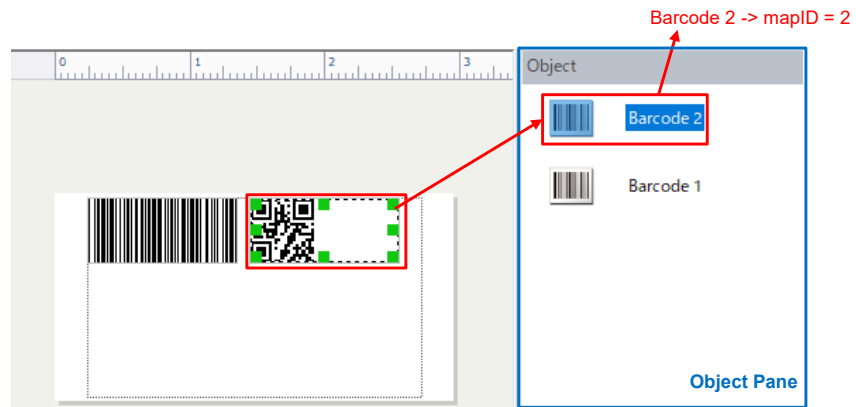 Barcode 2 -> mapID = 2
0 1 2 3
Object
Barcode 2
Barcode 1
Object Pane